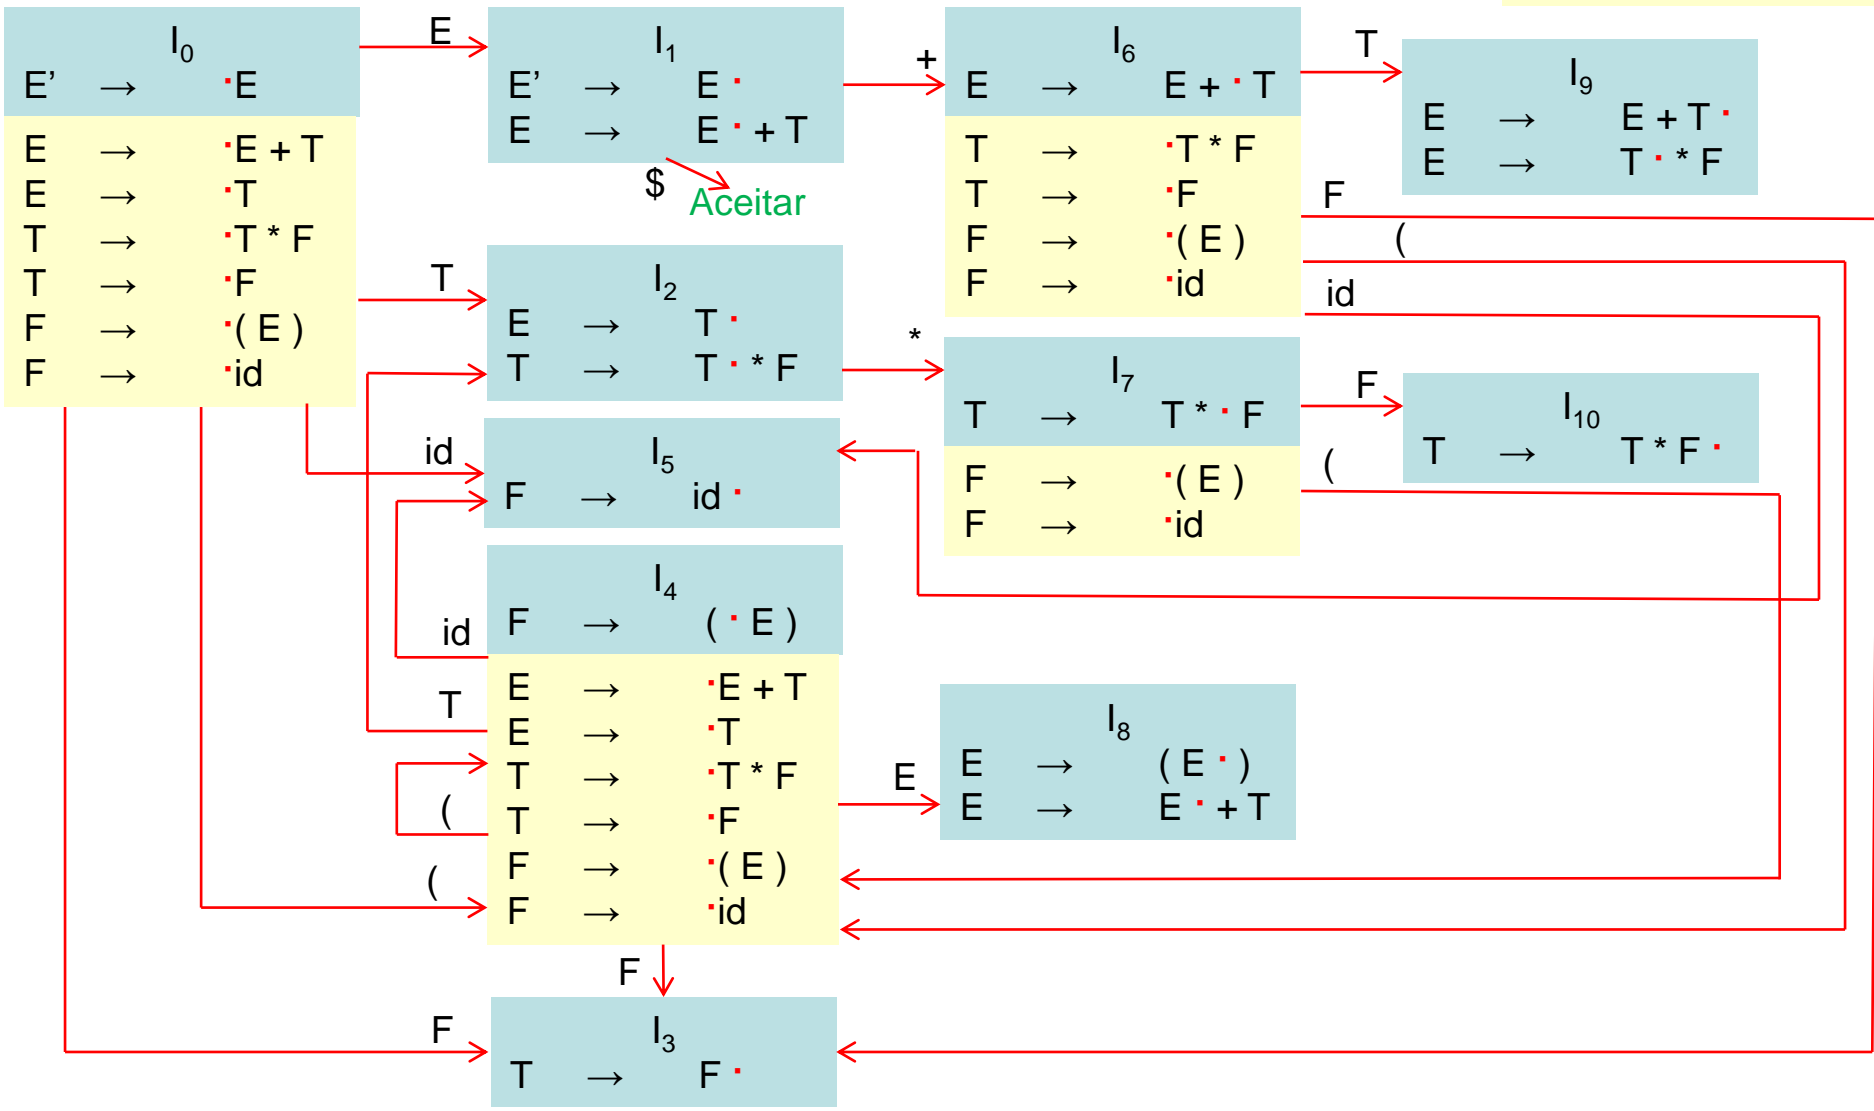 I0
E' → ·E
E → ·E + T
E → ·T
T → ·T * F
T → ·F
F → ·( E )
F → ·id
E
I1
E' → E ·
E → E · + T
$
Aceitar
+
I6
E → E + · T
T → ·T * F
T → ·F
F → ·( E )
F → ·id
T
I9
E → E + T ·
E → T · * F
F
(
id
T
I2
E → T ·
T → T · * F
*
I7
T → T * · F
F → ·( E )
F → ·id
F
I10
T → T * F ·
(
id
I5
F → id ·
I4
F → ( · E )
E → ·E + T
E → ·T
T → ·T * F
T → ·F
F → ·( E )
F → ·id
id
T
(
(
E
I8
E → ( E · )
E → E · + T
F
F
I3
T → F ·